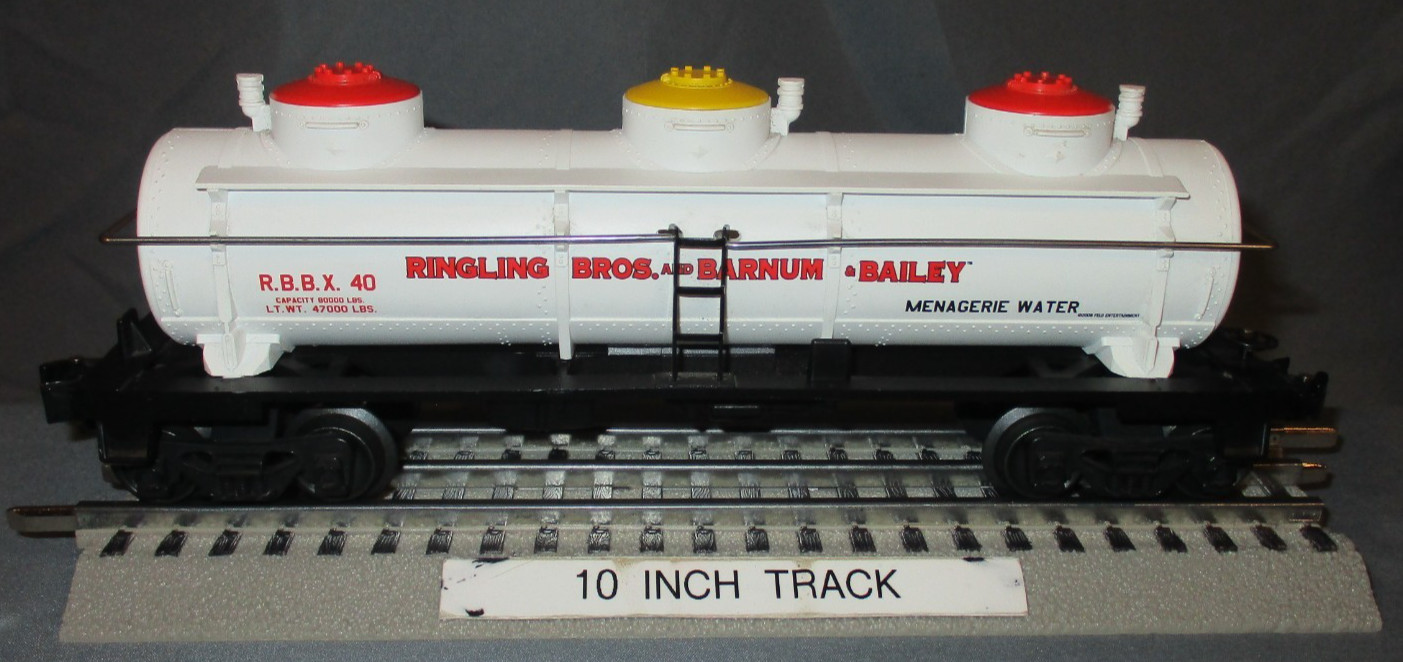 RINGLING BROS. AND BARNUM & BAILEY™
R.B.B.X. 40
CAPACITY 80000 LBS.
LT. WT. 47000 LBS.
MENAGERIE WATER
10 INCH TRACK